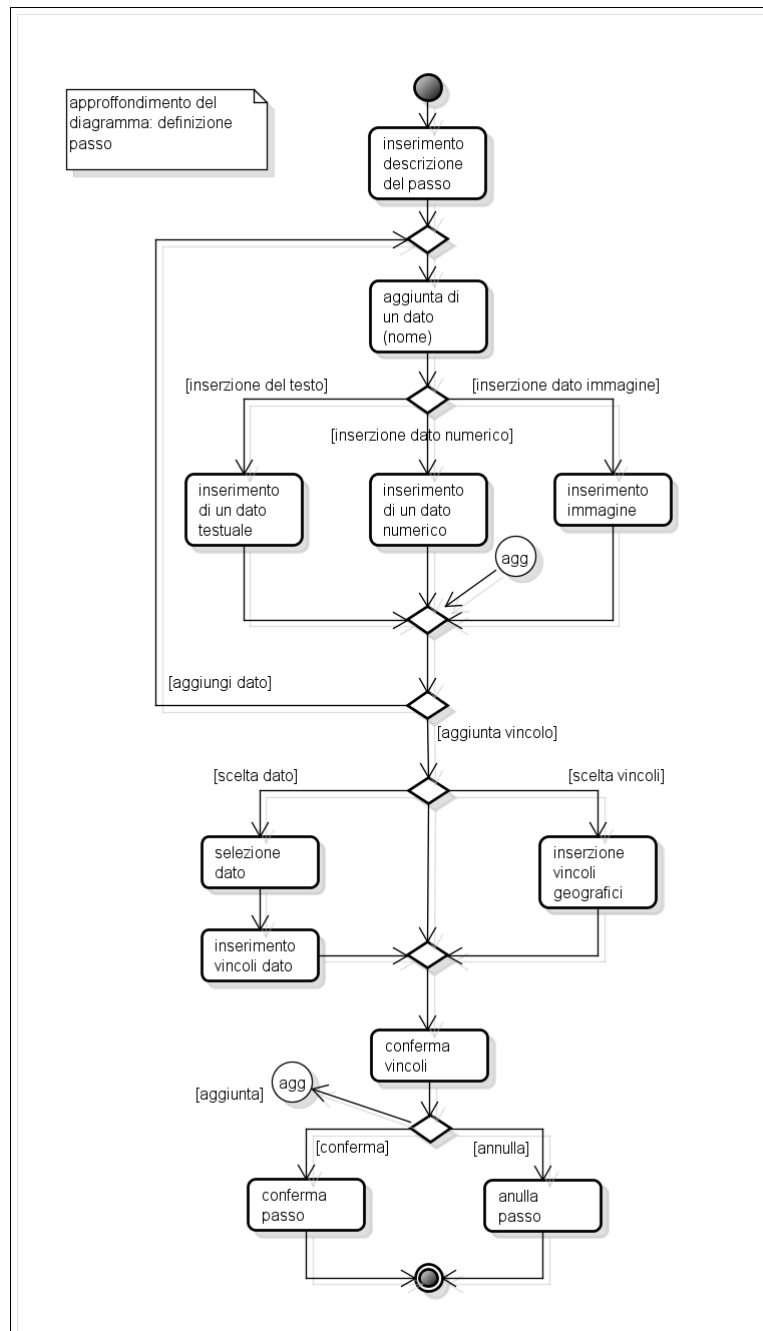 approffondimento del
diagramma: definizione
passo
inserimento
descrizione
del passo
aggiunta di
un dato
(nome)
[inserzione del testo]
[inserzione dato immagine]
[inserzione dato numerico]
inserimento
di un dato
testuale
inserimento
di un dato
numerico
inserimento
immagine
agg
[aggiungi dato]
[aggiunta vincolo]
[scelta dato]
[scelta vincoli]
selezione
dato
inserzione
vincoli
geografici
inserimento
vincoli dato
conferma
vincoli
agg
[aggiunta]
[conferma]
[annulla]
conferma
passo
anulla
passo